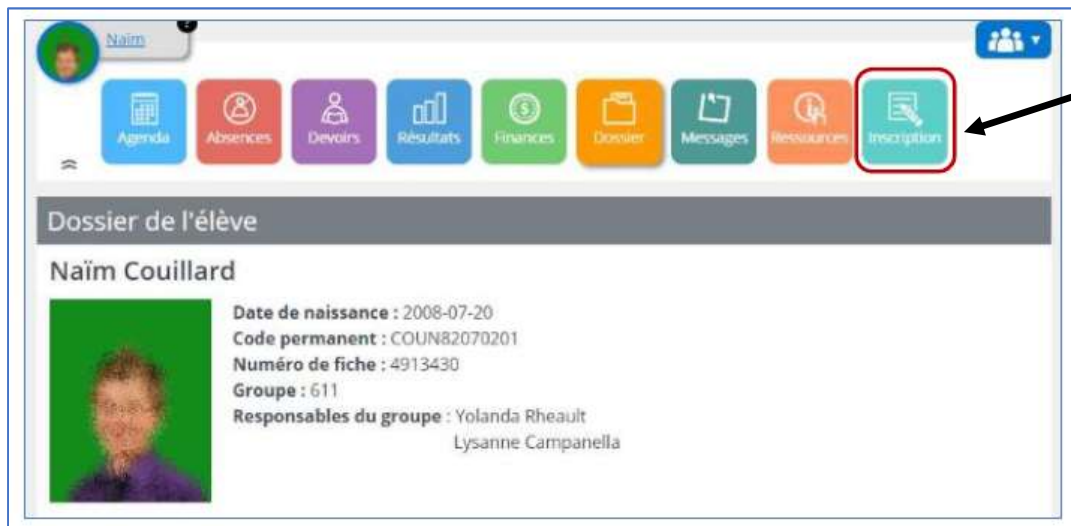 Naïm
Agenda
Absences
Devoirs
Résultats
Finances
Dossier
Messages
Ressources
Inscription
Dossier de l'élève
Naïm Couillard
Date de naissance : 2008-07-20
Code permanent : COUN82070201
Numéro de fiche : 4913430
Groupe : 611
Responsables du groupe : Yolanda Rheault
Lysanne Campanella